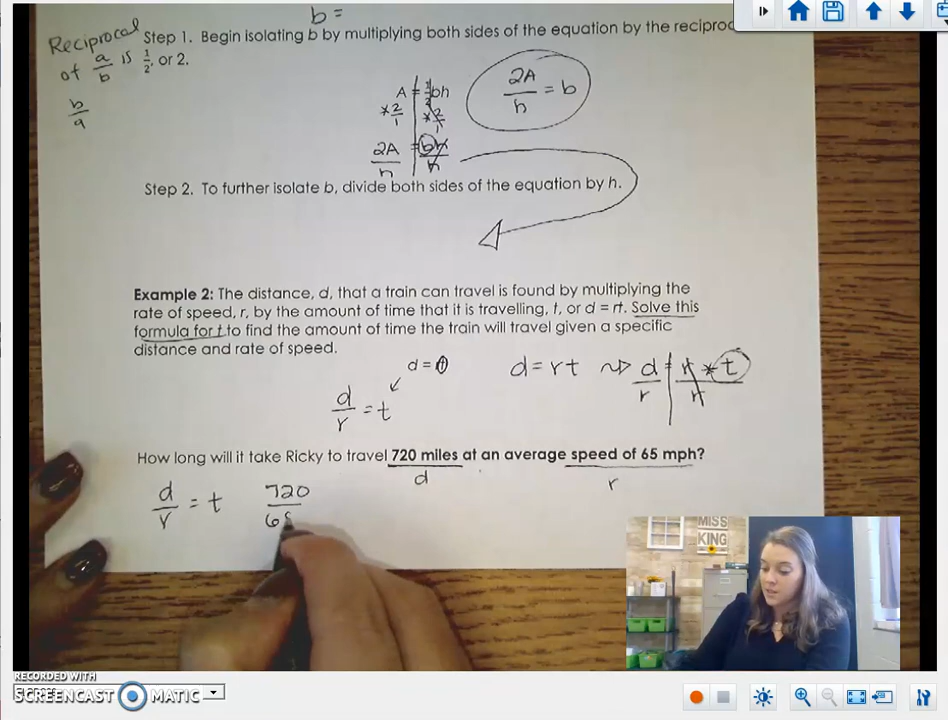 b =
Reciprocal
of a/b is
b/a
Step 1. Begin isolating b by multiplying both sides of the equation by the reciproc
1/2, or 2.
A = 1/2bh
*2/1 *2/1
2A/h = bh/h
2A/h = b
Step 2. To further isolate b, divide both sides of the equation by h.
Example 2: The distance, d, that a train can travel is found by multiplying the
rate of speed, r, by the amount of time that it is travelling, t, or d = rt. Solve this
formula for t to find the amount of time the train will travel given a specific
distance and rate of speed.
d =
d = rt d/r = r * t/r
d/r = t
How long will it take Ricky to travel 720 miles at an average speed of 65 mph?
d r
d/r = t 720/65
MISS
KING
RECORDED WITH
SCREENCAST MATIC